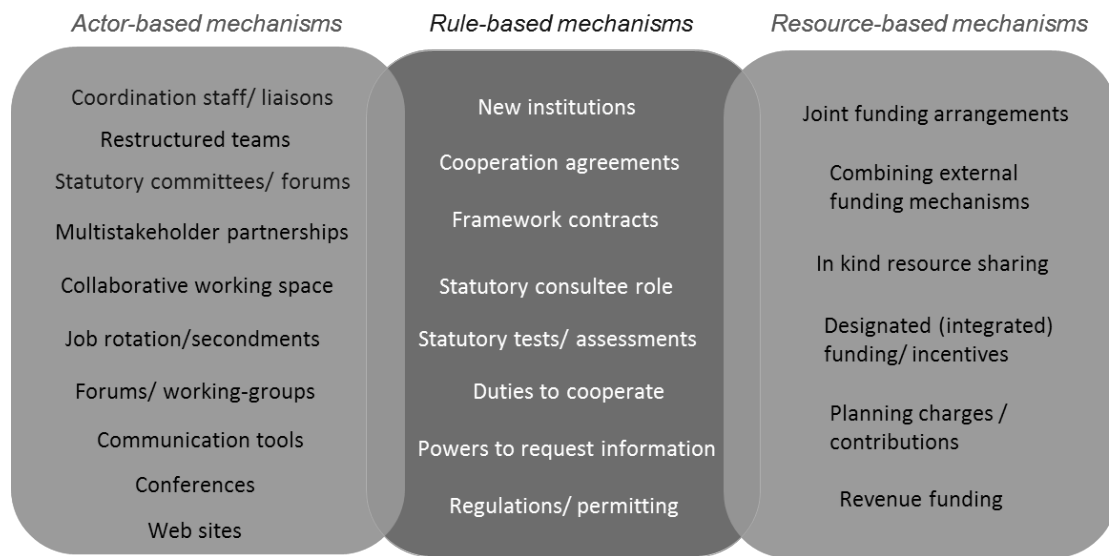 Actor-based mechanisms
Rule-based mechanisms
Resource-based mechanisms
Coordination staff/ liaisons
Restructured teams
Statutory committees/ forums
Multistakeholder partnerships
Collaborative working space
Job rotation/secondments
Forums/ working-groups
Communication tools
Conferences
Web sites
New institutions
Cooperation agreements
Framework contracts
Statutory consultee role
Statutory tests/ assessments
Duties to cooperate
Powers to request information
Regulations/ permitting
Joint funding arrangements
Combining external
funding mechanisms
In kind resource sharing
Designated (integrated)
funding/ incentives
Planning charges /
contributions
Revenue funding